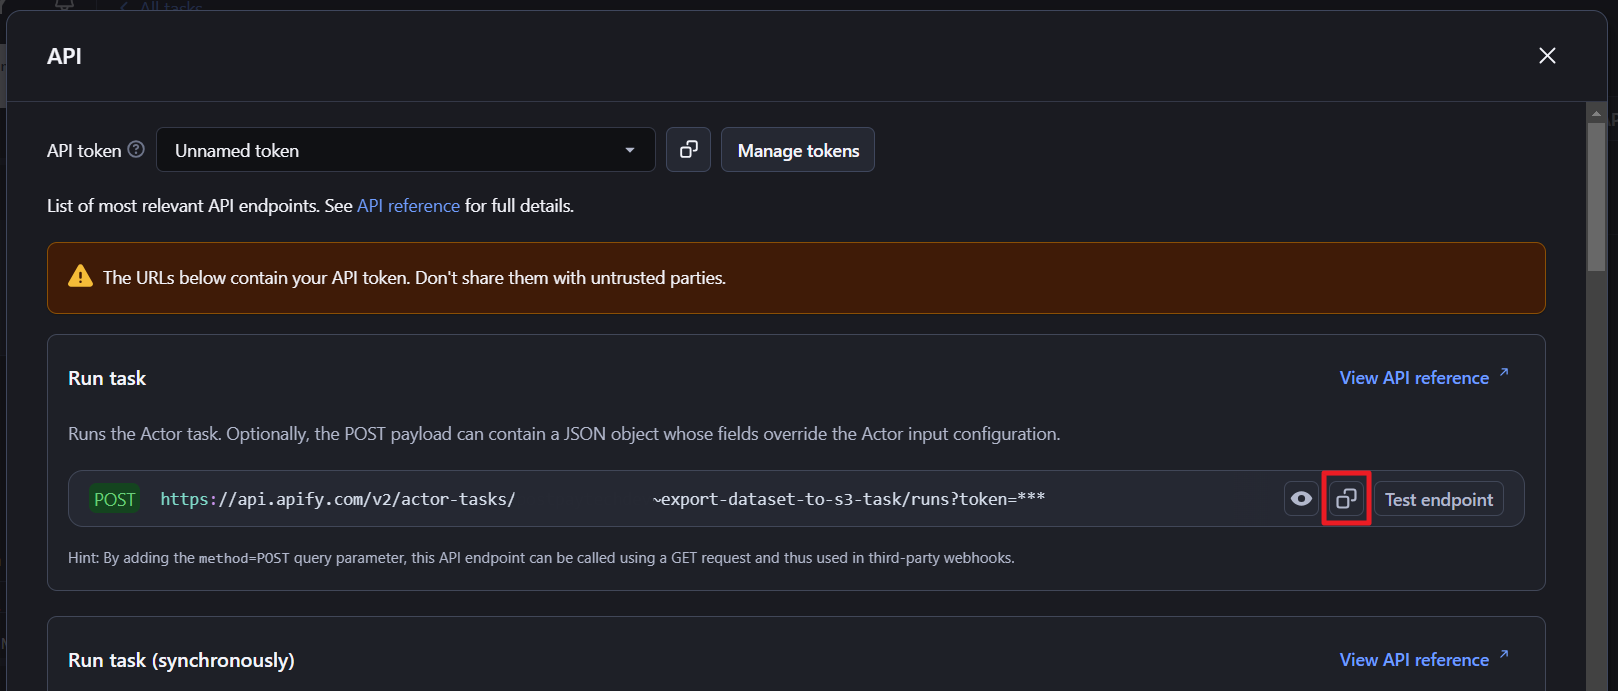 All tasks
API
API token
Unnamed token
Manage tokens
List of most relevant API endpoints. See API reference for full details.
The URLs below contain your API token. Don't share them with untrusted parties.
Run task
View API reference
Runs the Actor task. Optionally, the POST payload can contain a JSON object whose fields override the Actor input configuration.
POST https://api.apify.com/v2/actor-tasks/ ~export-dataset-to-s3-task/runs?token=***
Test endpoint
Hint: By adding the method=POST query parameter, this API endpoint can be called using a GET request and thus used in third-party webhooks.
Run task (synchronously)
View API reference